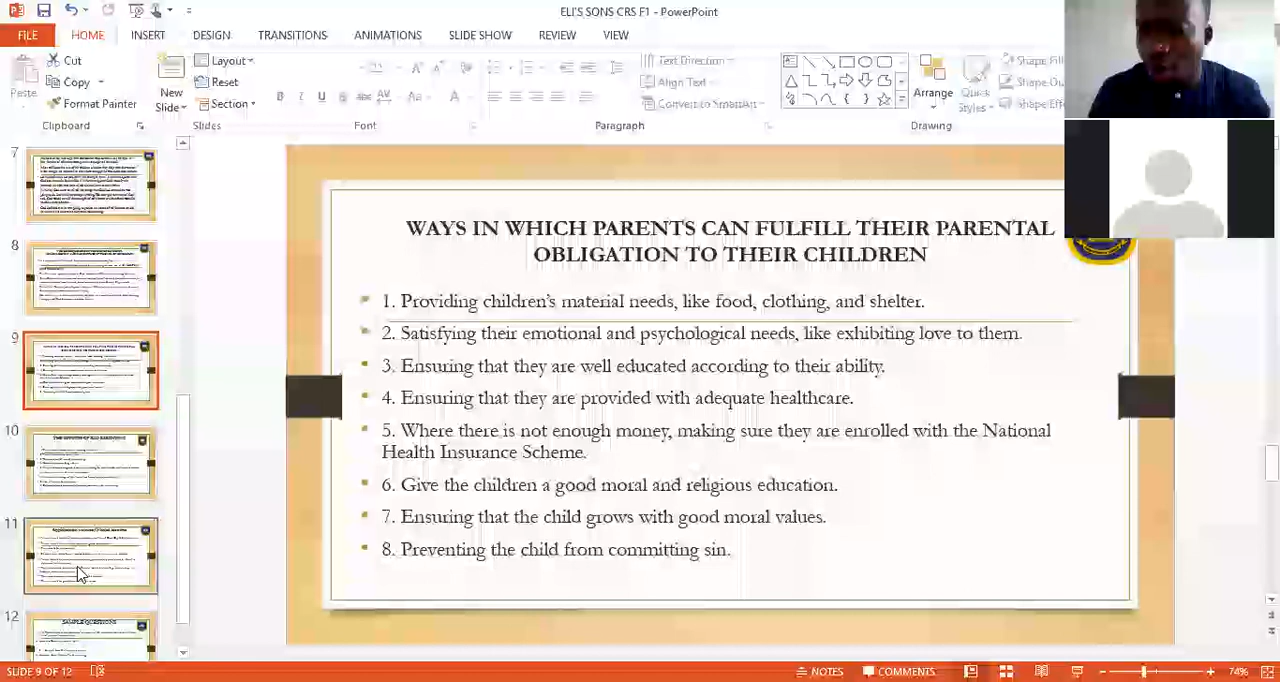 ELI'S SONS CRS F1 - PowerPoint
FILE HOME INSERT DESIGN TRANSITIONS ANIMATIONS SLIDE SHOW REVIEW VIEW
Cut
Copy
Format Painter
Paste
Clipboard
New
Slide
Layout
Reset
Section
Slides
Font
Text Direction
Align Text
Convert to SmartArt
Paragraph
Arrange
Quick
Styles
Shape Fill
Shape
Shape
Drawing
7
8
9
10
11
12
SAMPLE QUESTIONS
WAYS IN WHICH PARENTS CAN FULFILL THEIR PARENTAL
OBLIGATION TO THEIR CHILDREN
1. Providing children's material needs, like food, clothing, and shelter.
2. Satisfying their emotional and psychological needs, like exhibiting love to them.
3. Ensuring that they are well educated according to their ability.
4. Ensuring that they are provided with adequate healthcare.
5. Where there is not enough money, making sure they are enrolled with the National
Health Insurance Scheme.
6. Give the children a good moral and religious education.
7. Ensuring that the child grows with good moral values.
8. Preventing the child from committing sin.
SLIDE 9 OF 12
NOTES
COMMENTS
74%